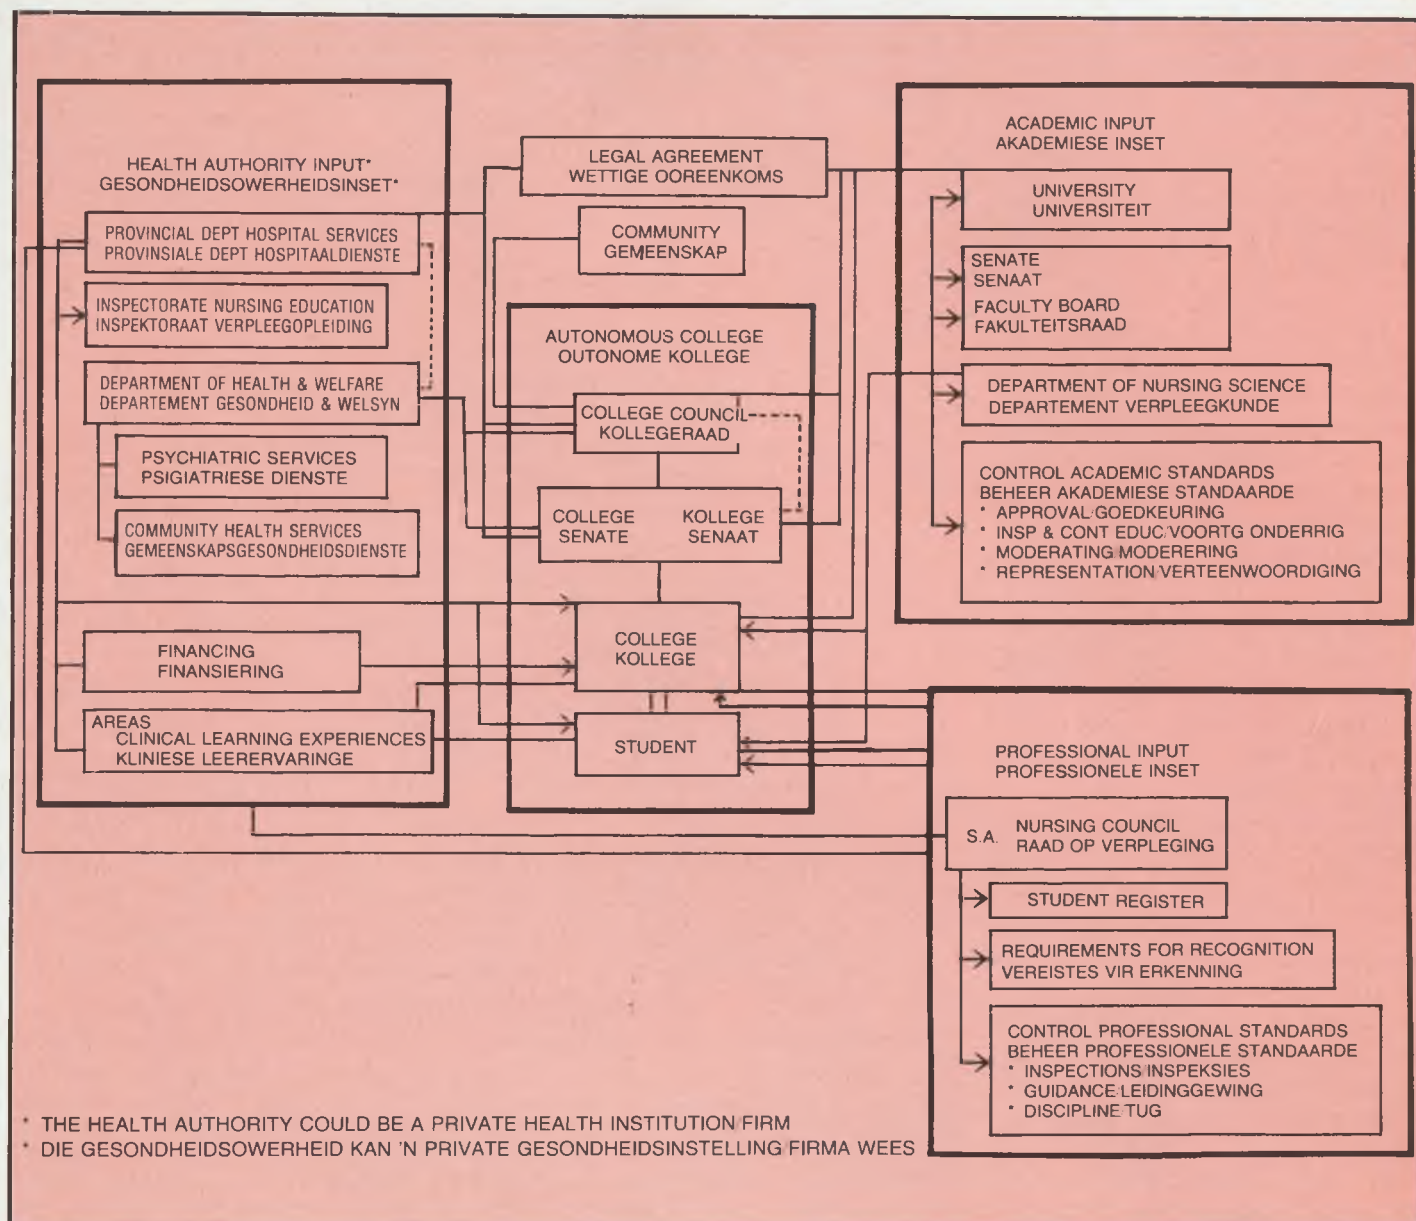 HEALTH AUTHORITY INPUT*
GESONDHEIDSOWERHEIDSINSET*
PROVINCIAL DEPT HOSPITAL SERVICES
PROVINSIALE DEPT HOSPITAALDIENSTE
INSPECTORATE NURSING EDUCATION
INSPEKTORAAT VERPLEEGOPLEIDING
DEPARTMENT OF HEALTH & WELFARE
DEPARTEMENT GESONDHEID & WELSYN
PSYCHIATRIC SERVICES
PSIGIATRIESE DIENSTE
COMMUNITY HEALTH SERVICES
GEMEENSKAPSGESONDHEIDSDIENSTE
FINANCING
FINANSIERING
AREAS
CLINICAL LEARNING EXPERIENCES
KLINIESE LEERERVARINGE
LEGAL AGREEMENT
WETTIGE OOREENKOMS
COMMUNITY
GEMEENSKAP
AUTONOMOUS COLLEGE
OUTONOME KOLLEGE
COLLEGE COUNCIL
KOLLEGERAAD
COLLEGE KOLLEGE
SENATE SENAAT
COLLEGE
KOLLEGE
STUDENT
ACADEMIC INPUT
AKADEMIESE INSET
UNIVERSITY
UNIVERSITEIT
SENATE
SENAAT
FACULTY BOARD
FAKULTEITSRAAD
DEPARTMENT OF NURSING SCIENCE
DEPARTEMENT VERPLEEGKUNDE
CONTROL ACADEMIC STANDARDS
BEHEER AKADEMIESE STANDAARDE
* APPROVAL/GOEDKEURING
* INSP & CONT EDUC/VOORTG ONDERRIG
* MODERATING/MODERERING
* REPRESENTATION/VERTEENWOORDIGING
PROFESSIONAL INPUT
PROFESSIONELE INSET
S.A. NURSING COUNCIL
RAAD OP VERPLEGING
STUDENT REGISTER
REQUIREMENTS FOR RECOGNITION
VEREISTES VIR ERKENNING
CONTROL PROFESSIONAL STANDARDS
BEHEER PROFESSIONELE STANDAARDE
* INSPECTIONS/INSPEKSIES
* GUIDANCE/LEIDINGGEWING
* DISCIPLINE/TUG
* THE HEALTH AUTHORITY COULD BE A PRIVATE HEALTH INSTITUTION/FIRM
* DIE GESONDHEIDSOWERHEID KAN 'N PRIVATE GESONDHEIDSINSTELLING/FIRMA WEES